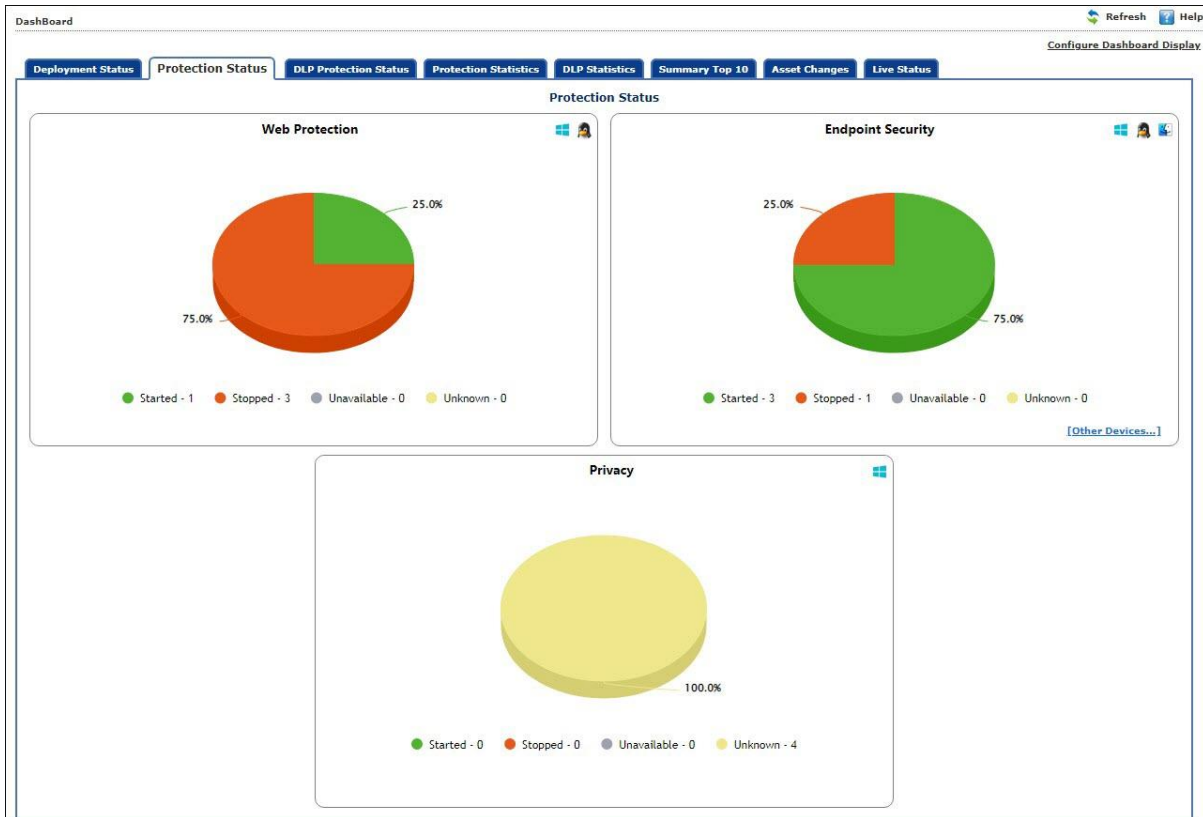 DashBoard
Refresh Help
Configure Dashboard Display
Deployment Status Protection Status DLP Protection Status Protection Statistics DLP Statistics Summary Top 10 Asset Changes Live Status
Protection Status
Web Protection
25.0%
75.0%
Started - 1 Stopped - 3 Unavailable - 0 Unknown - 0
Endpoint Security
25.0%
75.0%
Started - 3 Stopped - 1 Unavailable - 0 Unknown - 0
[Other Devices...]
Privacy
100.0%
Started - 0 Stopped - 0 Unavailable - 0 Unknown - 4